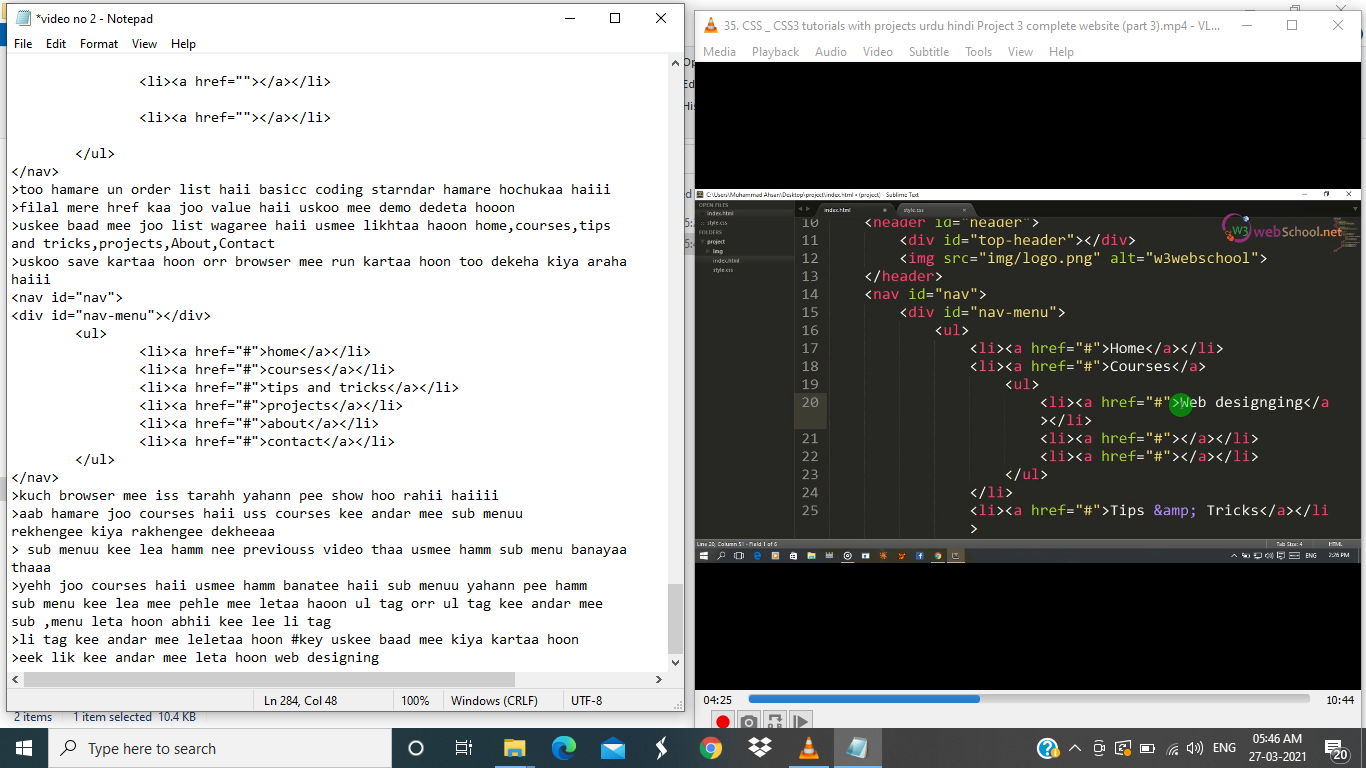 *video no 2 - Notepad
File Edit Format View Help
<li><a href=""></a></li>
<li><a href=""></a></li>
</ul>
</nav>
>too hamare un order list haii basicc coding starndar hamare hochukaa haiii
>filal mere href kaa joo value haii uskoo mee demo dedeta hooon
>uskee baad mee joo list wagaree haii usmee likhtaa haoon home,courses,tips
and tricks,projects,About,Contact
>uskoo save kartaa hoon orr browser mee run kartaa hoon too dekeha kiya araha
haiii
<nav id="nav">
<div id="nav-menu"></div>
<ul>
<li><a href="#">home</a></li>
<li><a href="#">courses</a></li>
<li><a href="#">tips and tricks</a></li>
<li><a href="#">projects</a></li>
<li><a href="#">about</a></li>
<li><a href="#">contact</a></li>
</ul>
</nav>
>kuch browser mee iss tarahh yahann pee show hoo rahii haiiii
>aab hamare joo courses haii uss courses kee andar mee sub menuu
rekhengee kiya rakhengee dekheeaa
> sub menuu kee lea hamm nee previouss video thaa usmee hamm sub menu banayaa
thaaa
>yehh joo courses haii usmee hamm banatee haii sub menuu yahann pee hamm
sub menu kee lea mee pehle mee letaa haoon ul tag orr ul tag kee andar mee
sub ,menu leta hoon abhii kee lee li tag
>li tag kee andar mee leletaa hoon #key uskee baad mee kiya kartaa hoon
>eek lik kee andar mee leta hoon web designing
Ln 284, Col 48 100% Windows (CRLF) UTF-8
2 items 1 item selected 10.4 KB
35. CSS _ CSS3 tutorials with projects urdu hindi Project 3 complete website (part 3).mp4 - VL...
Media Playback Audio Video Subtitle Tools View Help
C:\Users\Muhammad Ahsan\Desktop\project\index.html • (project) - Sublime Text
OPEN FILES
index.html
style.css
FOLDERS
project
img
index.html
style.css
index.html style.css
W3 webSchool.net
10 <header id="header">
11 <div id="top-header"></div>
12 <img src="img/logo.png" alt="w3webschool">
13 </header>
14 <nav id="nav">
15 <div id="nav-menu">
16 <ul>
17 <li><a href="#">Home</a></li>
18 <li><a href="#">Courses</a>
19 <ul>
20 <li><a href="#">Web designging</a
></li>
21 <li><a href="#"></a></li>
22 <li><a href="#"></a></li>
23 </ul>
24 </li>
25 <li><a href="#">Tips &amp; Tricks</a></li
>
Line 20, Column 51 - Field 1 of 6 Tab Size: 4 HTML
ENG 2:26 PM
04:25 10:44
Type here to search
ENG 05:46 AM
27-03-2021
20